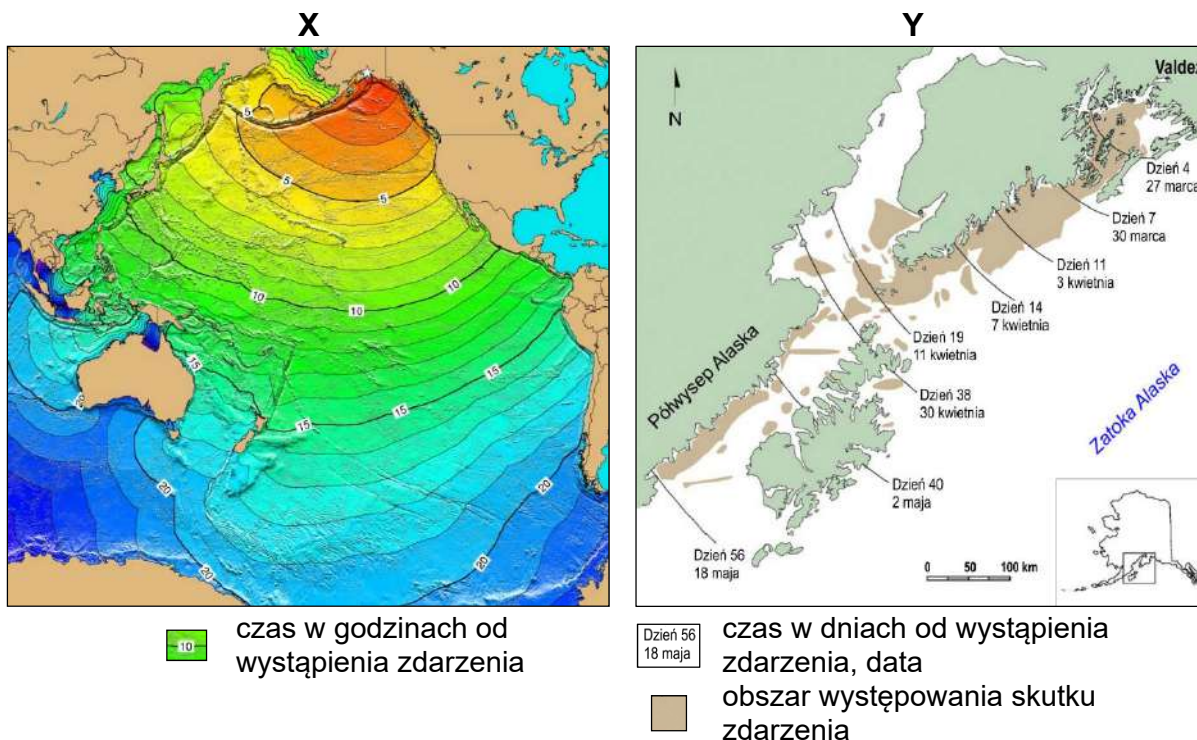 X
Y
5
5
5
10
10
10
15
15
15
15
20
20
20
20
N
Valdez
Dzień 4
27 marca
Dzień 7
30 marca
Dzień 11
3 kwietnia
Dzień 14
7 kwietnia
Dzień 19
11 kwietnia
Dzień 38
30 kwietnia
Dzień 40
2 maja
Dzień 56
18 maja
Półwysep Alaska
Zatoka Alaska
0 50 100 km
10
czas w godzinach od
wystąpienia zdarzenia
Dzień 56
18 maja
czas w dniach od wystąpienia
zdarzenia, data
obszar występowania skutku
zdarzenia